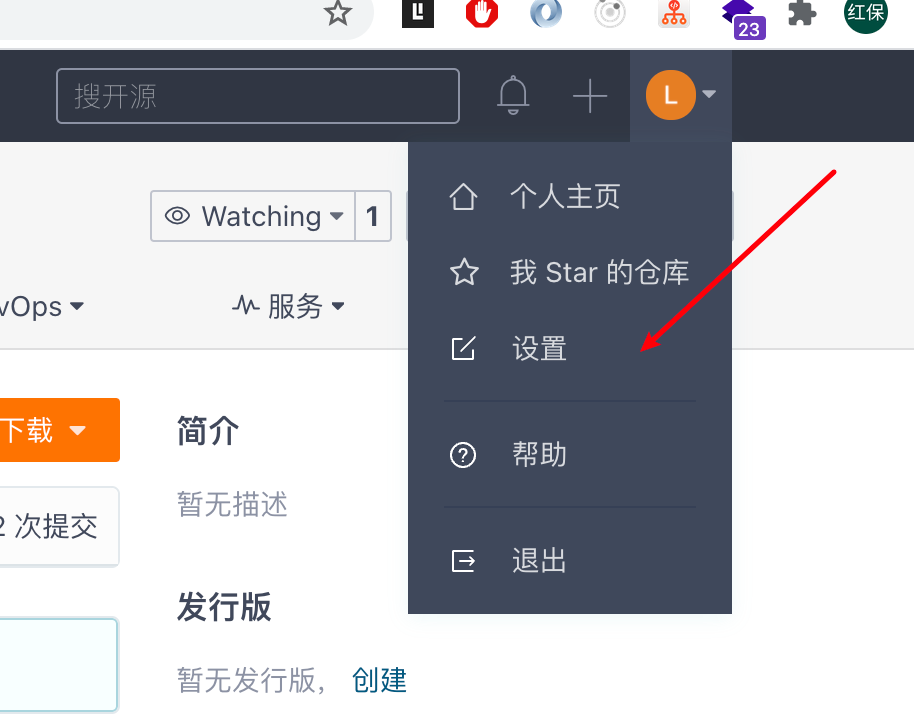 红保
23
搜开源
L
个人主页
Watching 1
我 Star 的仓库
vOps
服务
设置
下载
简介
帮助
暂无描述
2 次提交
退出
发行版
暂无发行版， 创建